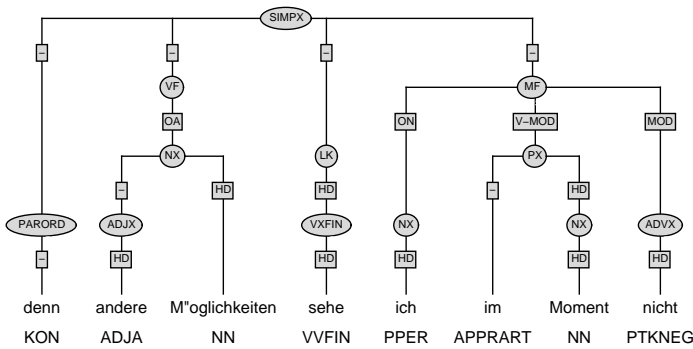 SIMPX
– – – –
VF MF
OA ON V−MOD MOD
NX LK PX
– HD HD – HD
PARORD ADJX VXFIN NX NX ADVX
– HD HD HD HD HD
denn andere M"oglichkeiten sehe ich im Moment nicht
KON ADJA NN VVFIN PPER APPRART NN PTKNEG